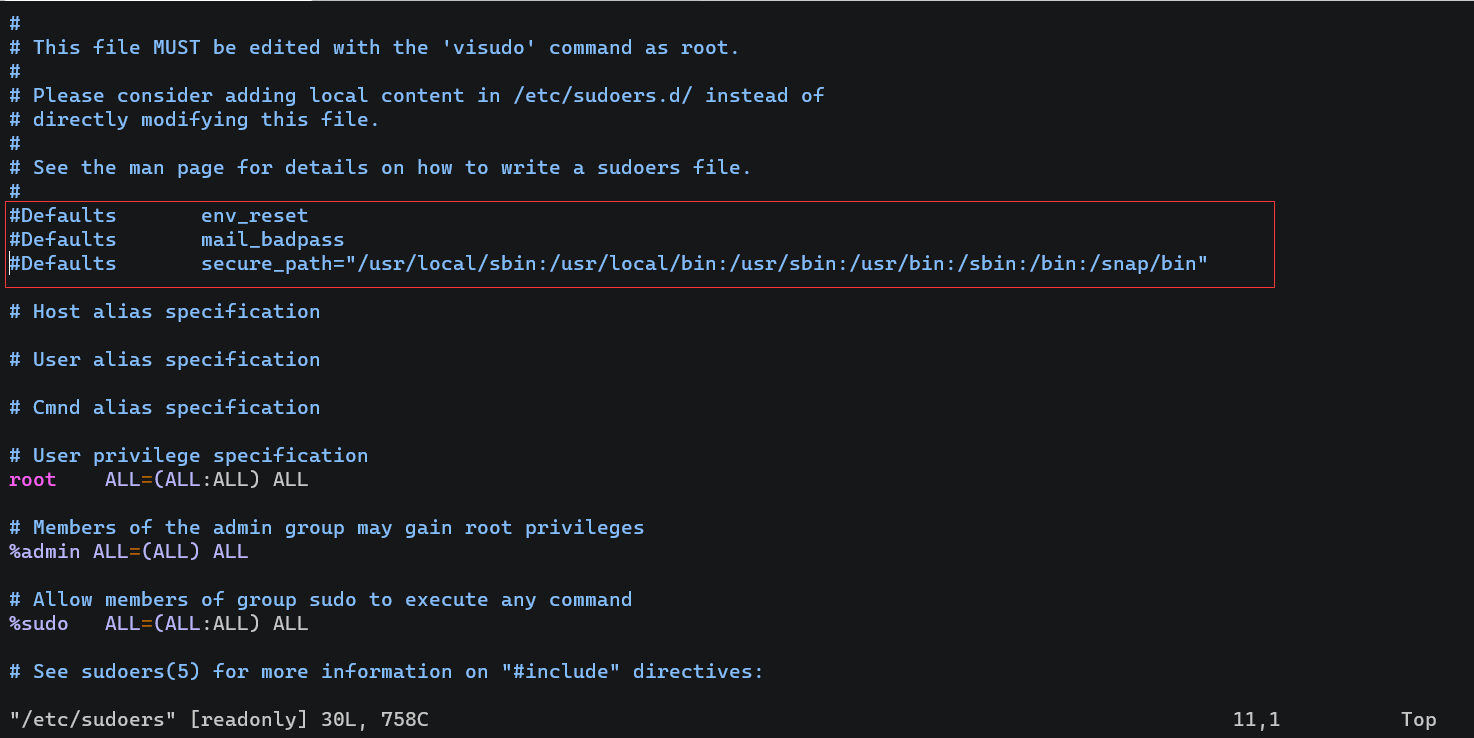 #
# This file MUST be edited with the 'visudo' command as root.
#
# Please consider adding local content in /etc/sudoers.d/ instead of
# directly modifying this file.
#
# See the man page for details on how to write a sudoers file.
#
#Defaults       env_reset
#Defaults       mail_badpass
#Defaults       secure_path="/usr/local/sbin:/usr/local/bin:/usr/sbin:/usr/bin:/sbin:/bin:/snap/bin"
# Host alias specification
# User alias specification
# Cmnd alias specification
# User privilege specification
root    ALL=(ALL:ALL) ALL
# Members of the admin group may gain root privileges
%admin ALL=(ALL) ALL
# Allow members of group sudo to execute any command
%sudo   ALL=(ALL:ALL) ALL
# See sudoers(5) for more information on "#include" directives:
"/etc/sudoers" [readonly] 30L, 758C 11,1 Top